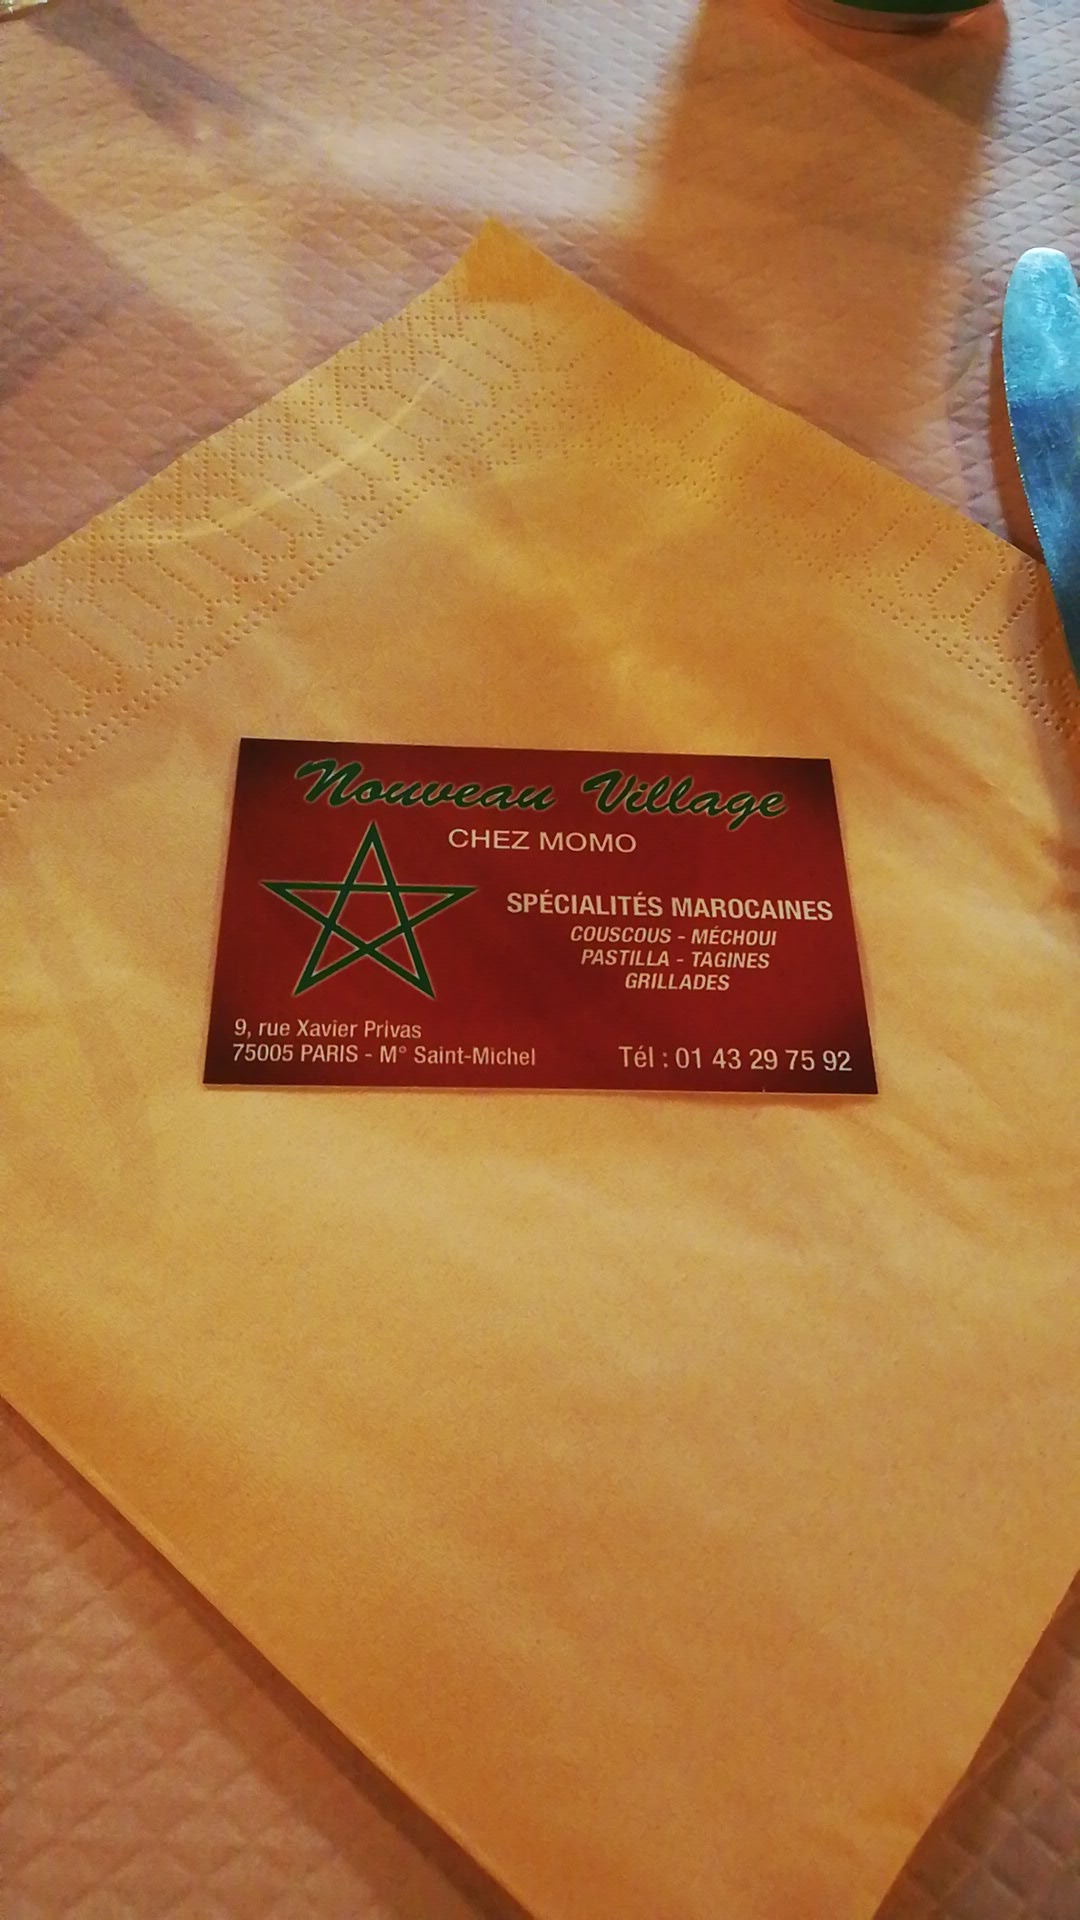 Nouveau Village
CHEZ MOMO
SPÉCIALITÉS MAROCAINES
COUSCOUS - MÉCHOUI
PASTILLA - TAGINES
GRILLADES
9, rue Xavier Privas
75005 PARIS - M° Saint-Michel
Tél : 01 43 29 75 92